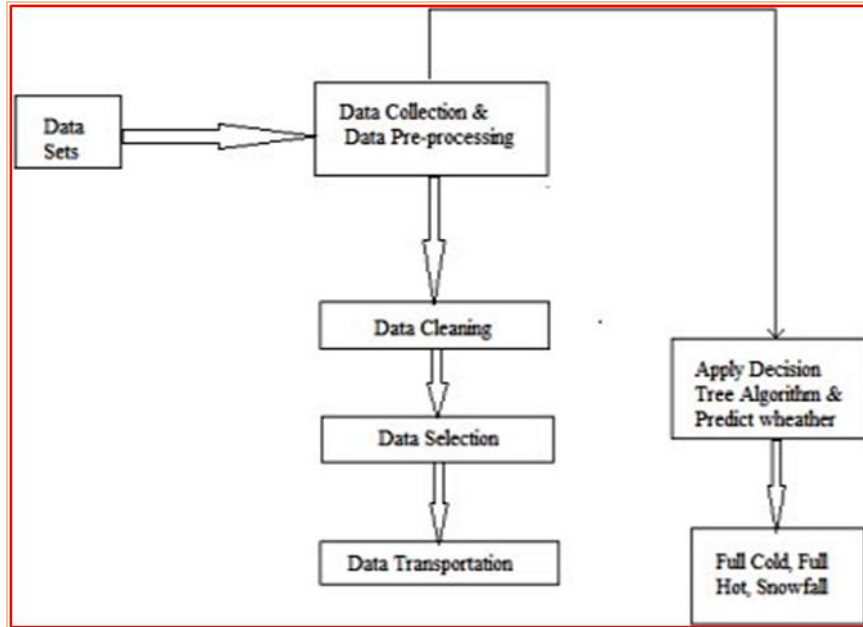 Data
Sets
Data Collection &
Data Pre-processing
Data Cleaning
Data Selection
Data Transportation
Apply Decision
Tree Algorithm &
Predict wheather
Full Cold, Full
Hot, Snowfall